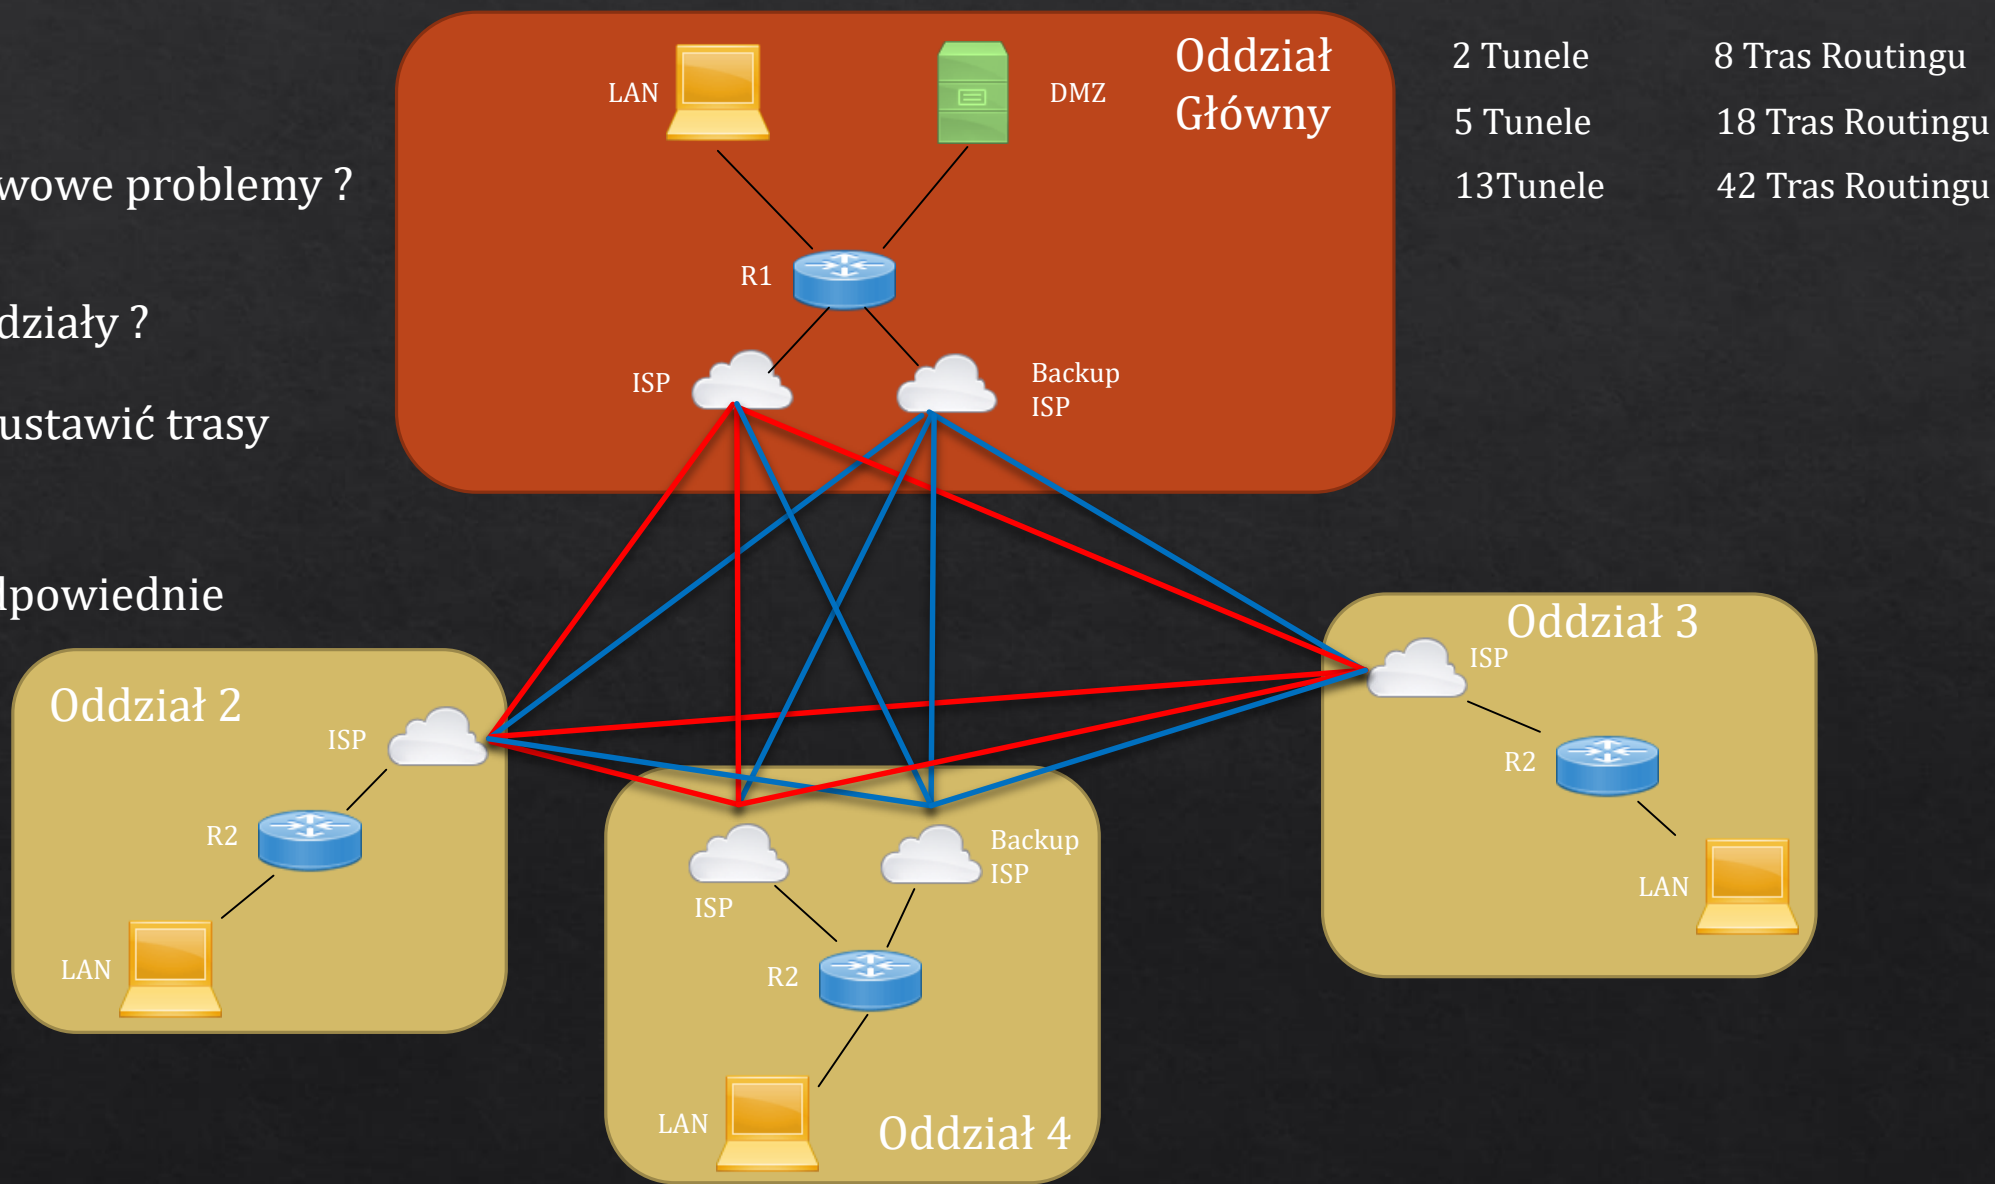 wowe problemy ?
działy ?
ustawić trasy
dpowiednie
Oddział
Główny
LAN
DMZ
R1
ISP
Backup
ISP
2 Tunele
8 Tras Routingu
5 Tunele
18 Tras Routingu
13Tunele
42 Tras Routingu
Oddział 2
ISP
R2
LAN
ISP
Backup
ISP
R2
LAN
Oddział 4
Oddział 3
ISP
R2
LAN